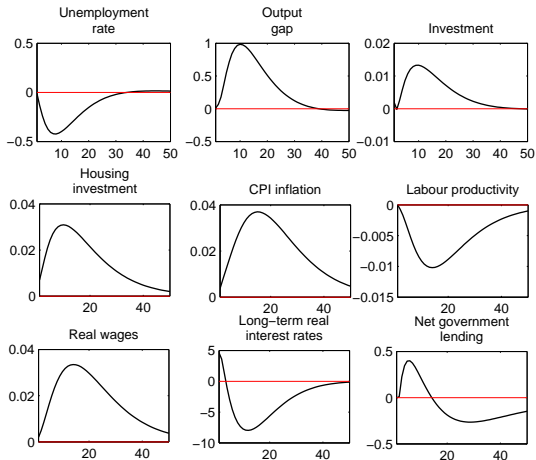 Unemployment
rate
Output
gap
Investment
0.5
0
−0.5
10 20 30 40 50
1
0.5
0
−0.5
10 20 30 40 50
0.02
0.01
0
−0.01
10 20 30 40 50
Housing
investment
CPI inflation
Labour productivity
0.04
0.02
0
20 40
0.04
0.02
0
20 40
0
−0.005
−0.01
−0.015
20 40
Real wages
Long−term real
interest rates
Net government
lending
0.04
0.02
0
20 40
5
0
−5
−10
20 40
0.5
0
−0.5
20 40